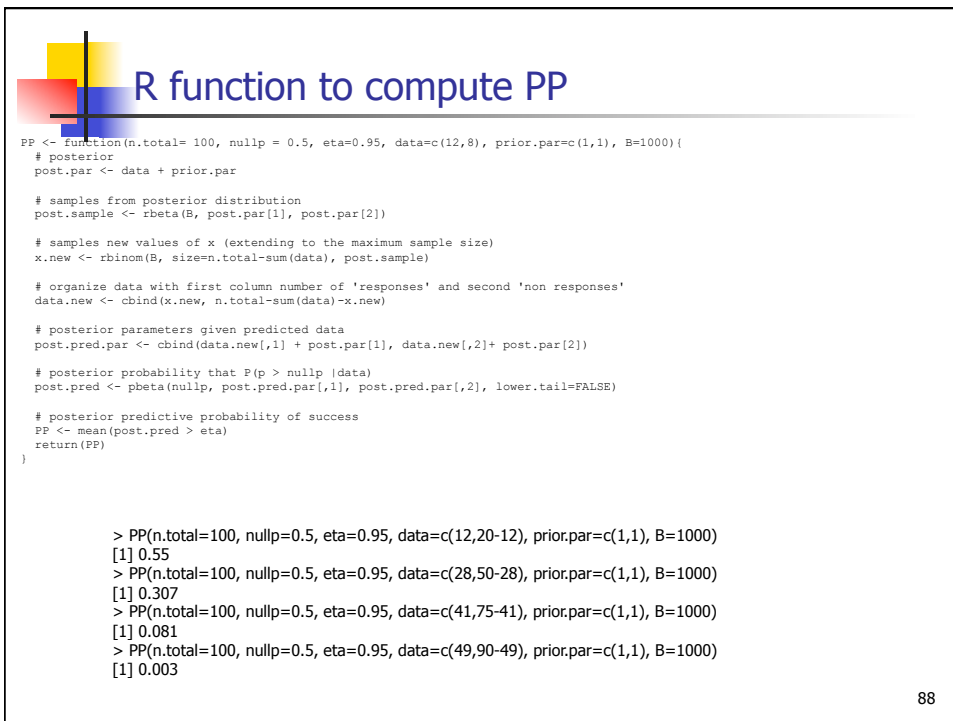 R function to compute PP
PP <- function(n.total= 100, nullp = 0.5, eta=0.95, data=c(12,8), prior.par=c(1,1), B=1000){
# posterior
post.par <- data + prior.par
# samples from posterior distribution
post.sample <- rbeta(B, post.par[1], post.par[2])
# samples new values of x (extending to the maximum sample size)
x.new <- rbinom(B, size=n.total-sum(data), post.sample)
# organize data with first column number of 'responses' and second 'non responses'
data.new <- cbind(x.new, n.total-sum(data)-x.new)
# posterior parameters given predicted data
post.pred.par <- cbind(data.new[,1] + post.par[1], data.new[,2]+ post.par[2])
# posterior probability that P(p > nullp |data)
post.pred <- pbeta(nullp, post.pred.par[,1], post.pred.par[,2], lower.tail=FALSE)
# posterior predictive probability of success
PP <- mean(post.pred > eta)
return(PP)
}
> PP(n.total=100, nullp=0.5, eta=0.95, data=c(12,20-12), prior.par=c(1,1), B=1000)
[1] 0.55
> PP(n.total=100, nullp=0.5, eta=0.95, data=c(28,50-28), prior.par=c(1,1), B=1000)
[1] 0.307
> PP(n.total=100, nullp=0.5, eta=0.95, data=c(41,75-41), prior.par=c(1,1), B=1000)
[1] 0.081
> PP(n.total=100, nullp=0.5, eta=0.95, data=c(49,90-49), prior.par=c(1,1), B=1000)
[1] 0.003
88